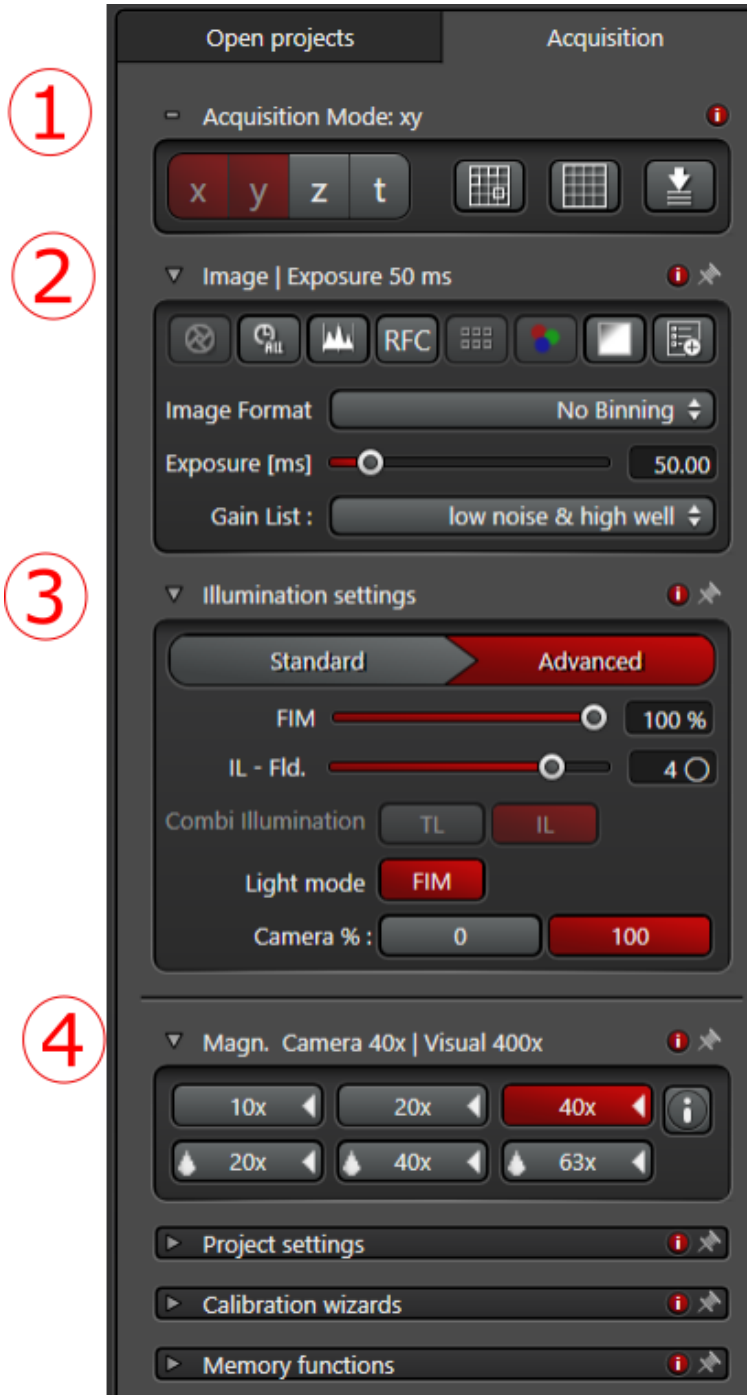 Open projects Acquisition
① Acquisition Mode: xy
x y z t
② Image | Exposure 50 ms
ALL RFC
Image Format No Binning
Exposure [ms] 50.00
Gain List : low noise & high well
③ Illumination settings
Standard Advanced
FIM 100 %
IL - Fld. 4
Combi Illumination TL IL
Light mode FIM
Camera % : 0 100
④ Magn. Camera 40x | Visual 400x
10x 20x 40x
20x 40x 63x
Project settings
Calibration wizards
Memory functions